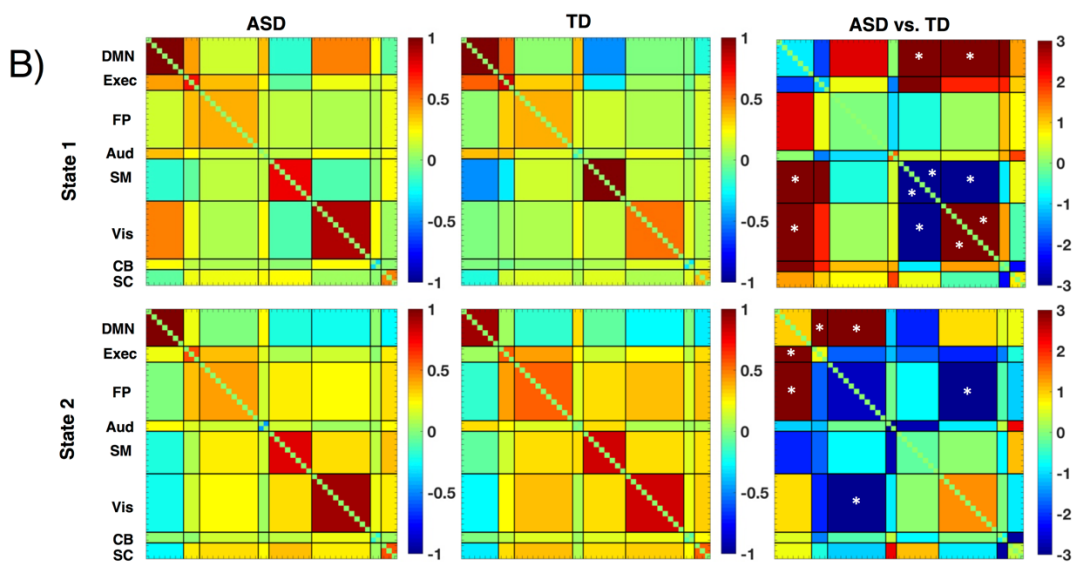 B)
ASD
TD
ASD vs. TD
State 1
DMN
Exec
FP
Aud
SM
Vis
CB
SC
1
0.5
0
-0.5
-1
1
0.5
0
-0.5
-1
3
2
1
0
-1
-2
-3
* *
* * *
* * *
*
State 2
DMN
Exec
FP
Aud
SM
Vis
CB
SC
1
0.5
0
-0.5
-1
1
0.5
0
-0.5
-1
3
2
1
0
-1
-2
-3
* *
*
* *
*